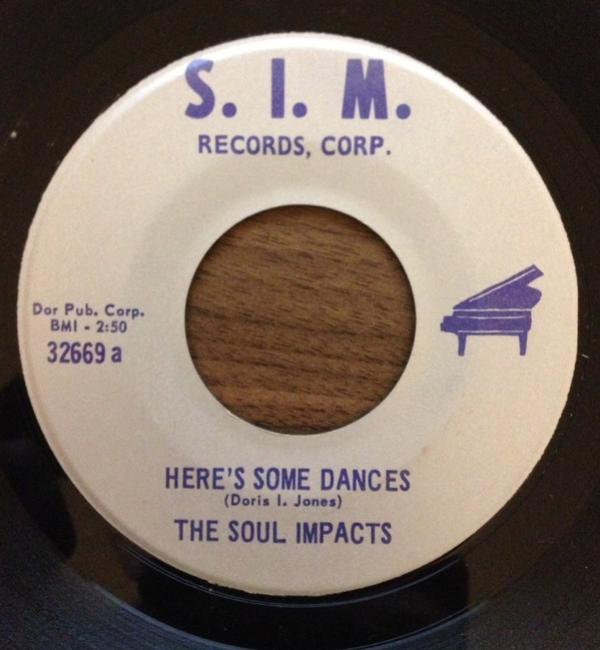 S. I. M.
RECORDS, CORP.
Dor Pub. Corp.
BMI - 2:50
32669 a
HERE'S SOME DANCES
(Doris I. Jones)
THE SOUL IMPACTS